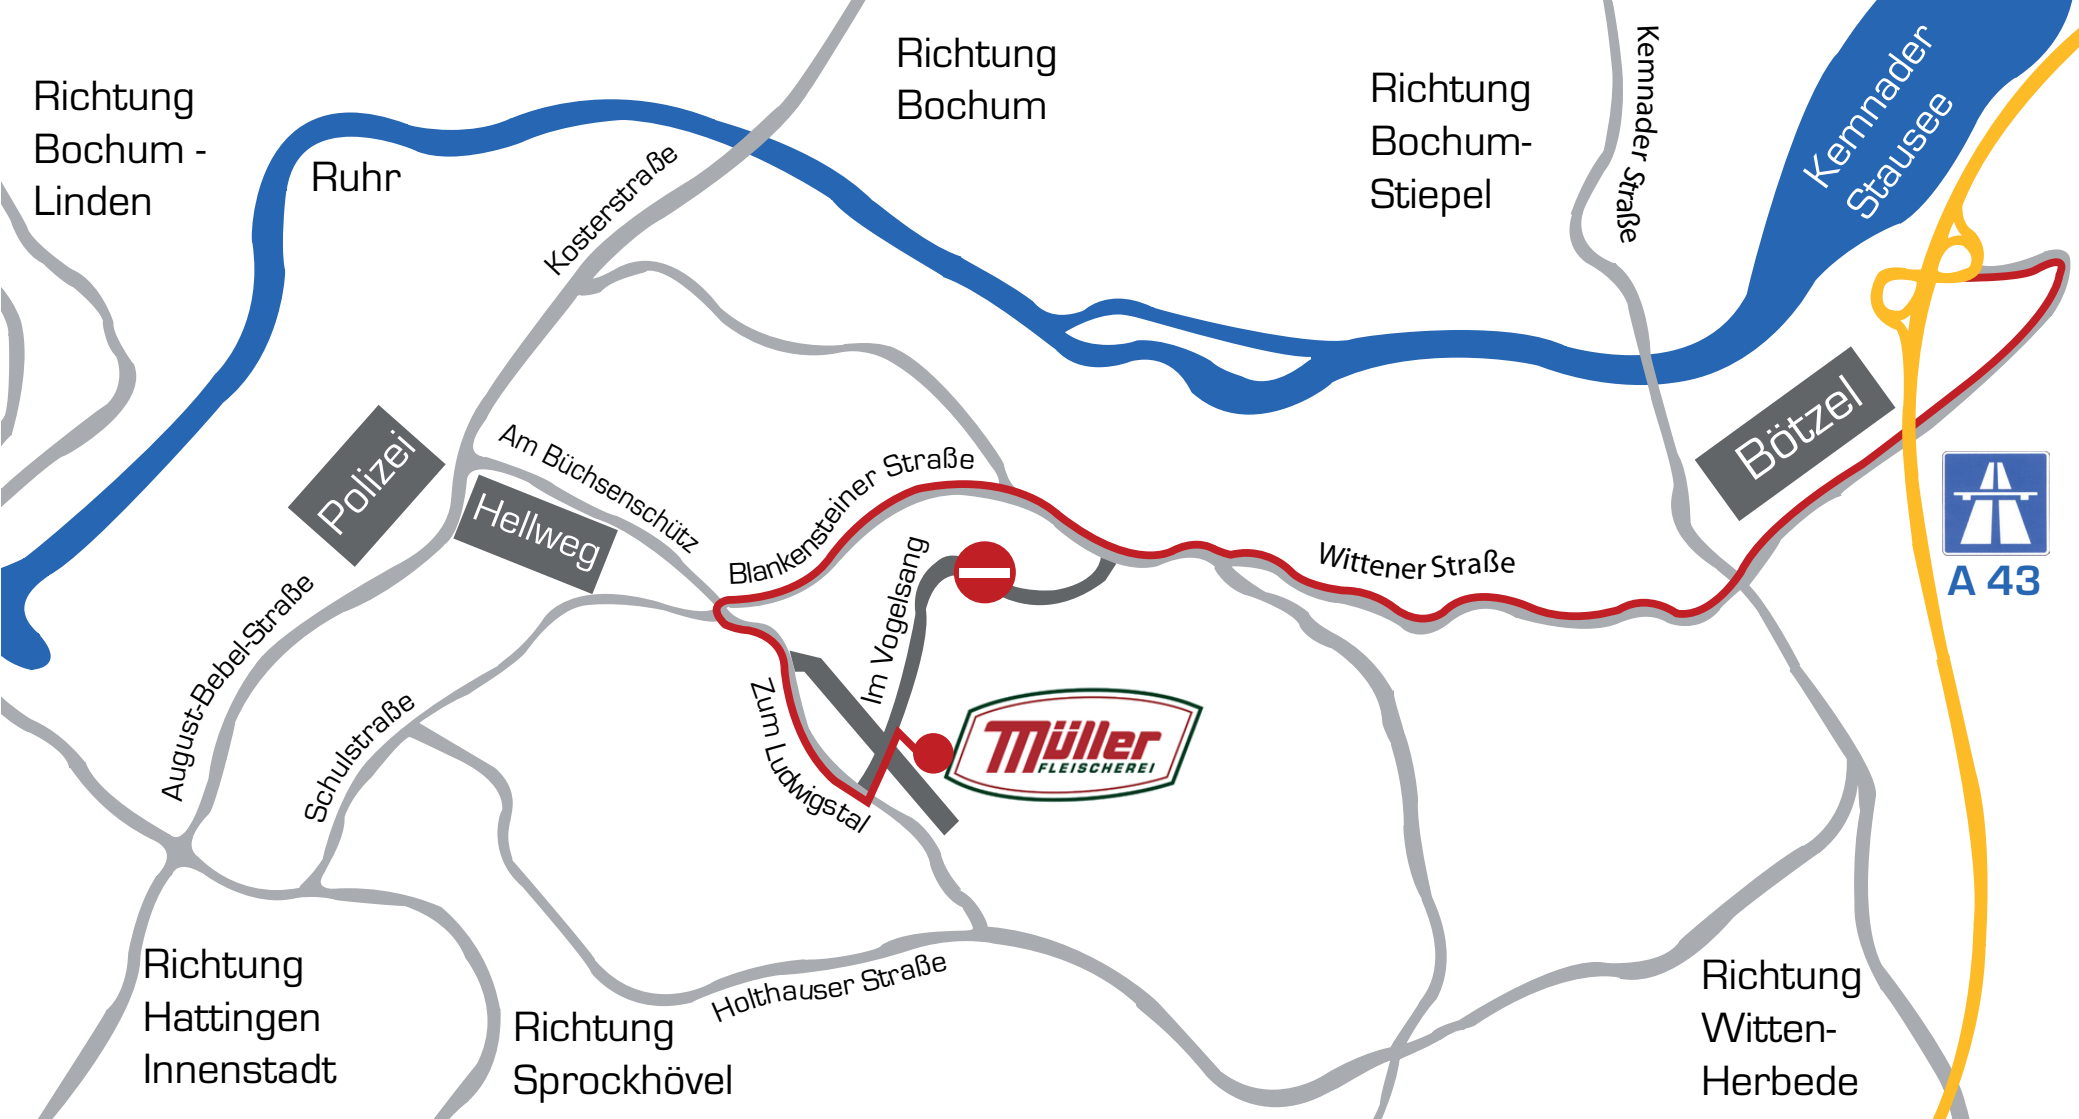 Richtung
Bochum -
Linden
Ruhr
Kosterstraße
Richtung
Bochum
Richtung
Bochum-
Stiepel
Kemnader Straße
Kemnader
Stausee
Polizei
Am Büchsenschütz
Hellweg
Blankensteiner Straße
Im Vogelsang
Wittener Straße
Bötzel
A 43
August-Bebel-Straße
Schulstraße
Zum Ludwigstal
Müller
FLEISCHEREI
Holthauser Straße
Richtung
Hattingen
Innenstadt
Richtung
Sprockhövel
Richtung
Witten-
Herbede